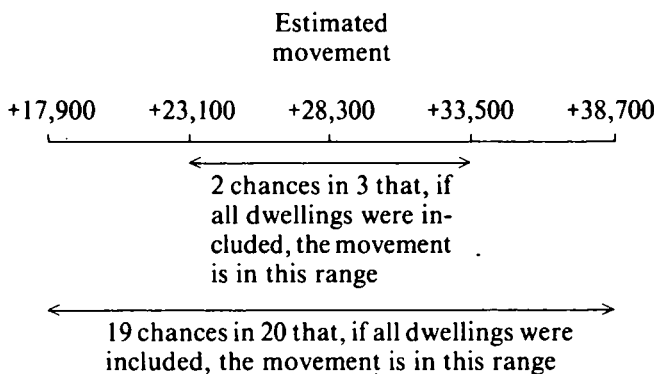 Estimated
movement
+17,900 +23,100 +28,300 +33,500 +38,700
2 chances in 3 that, if
all dwellings were in-
cluded, the movement
is in this range
19 chances in 20 that, if all dwellings were
included, the movement is in this range